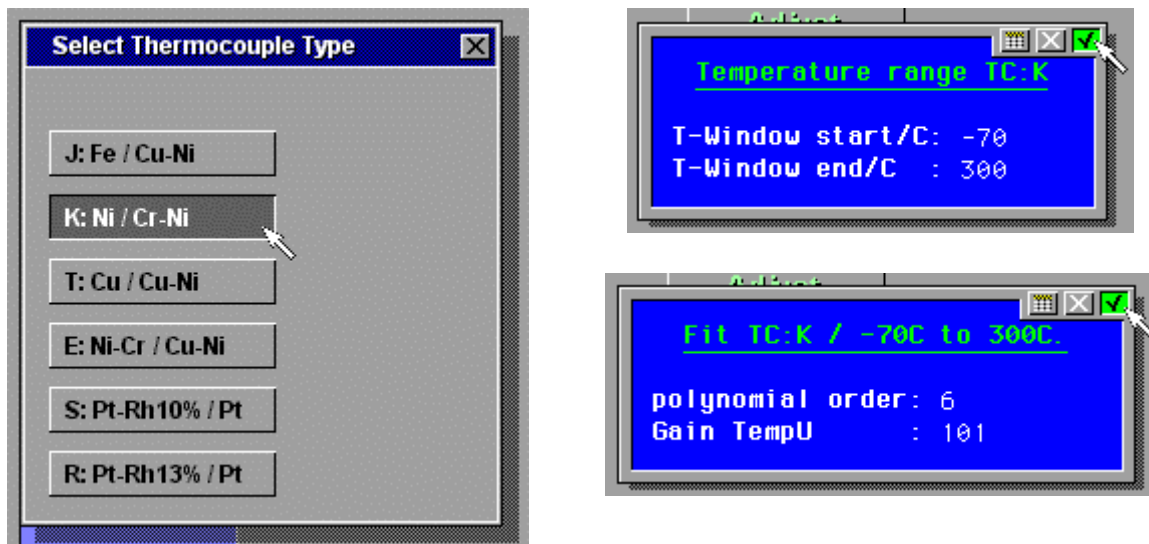 Select Thermocouple Type
J: Fe / Cu-Ni
K: Ni / Cr-Ni
T: Cu / Cu-Ni
E: Ni-Cr / Cu-Ni
S: Pt-Rh10% / Pt
R: Pt-Rh13% / Pt
Adjust
Temperature range TC:K
T-Window start/C: -70
T-Window end/C : 300
Adjust
Fit TC:K / -70C to 300C.
polynomial order: 6
Gain TempU : 101